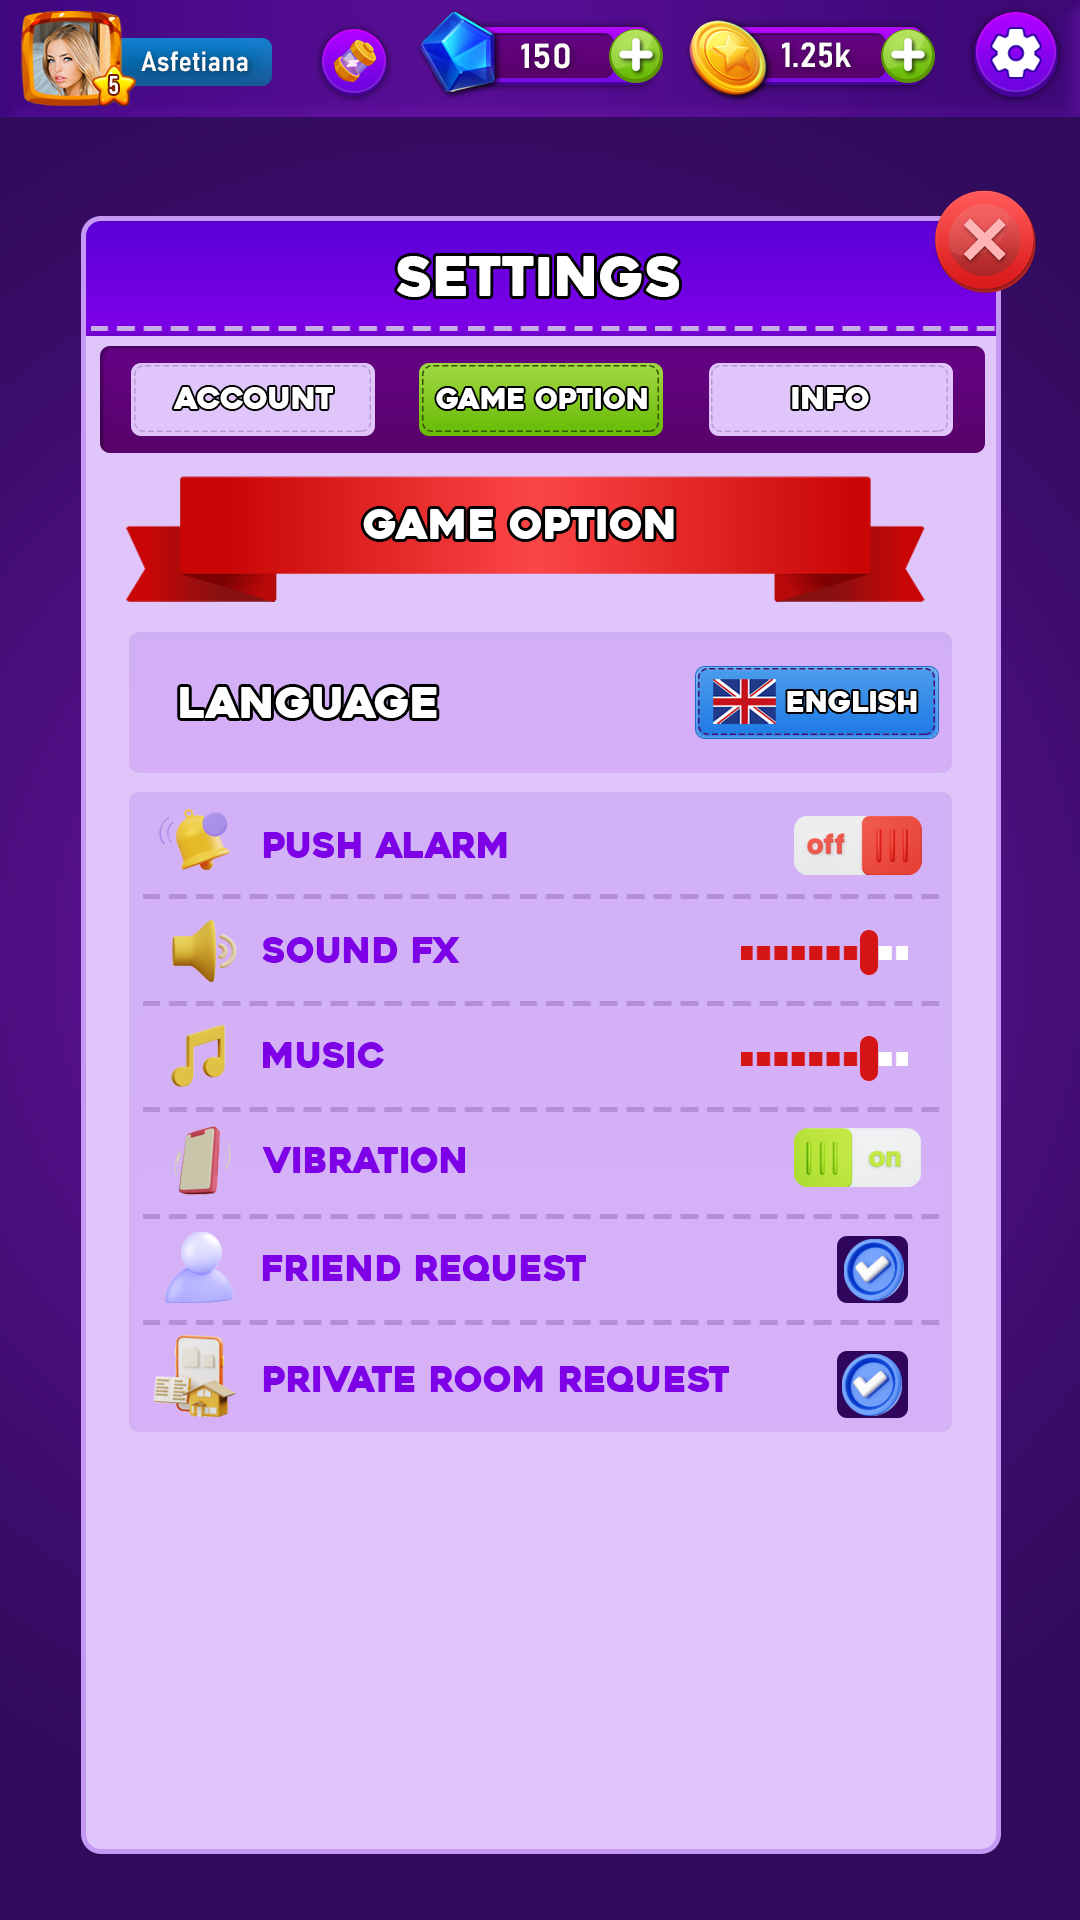 5
Asfetiana
150
1.25k
SETTINGS
ACCOUNT
GAME OPTION
INFO
GAME OPTION
LANGUAGE
ENGLISH
PUSH ALARM
off
SOUND FX
MUSIC
VIBRATION
on
FRIEND REQUEST
PRIVATE ROOM REQUEST